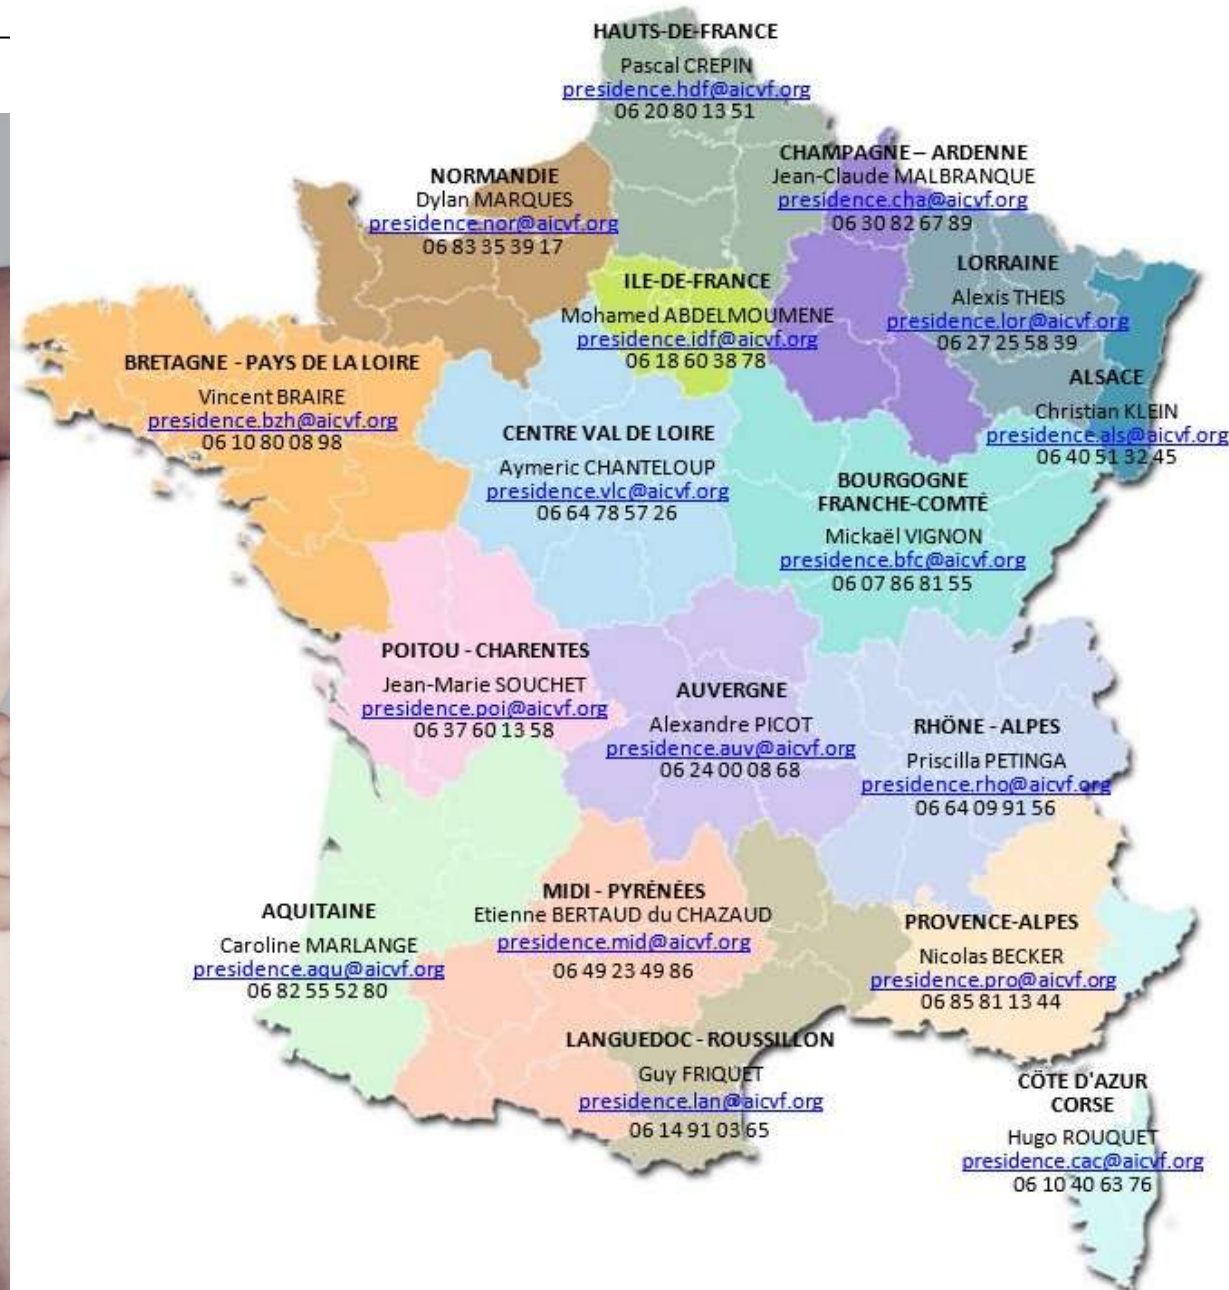 HAUTS-DE-FRANCE
Pascal CREPIN
presidence.hdf@aicvf.org
06 20 80 13 51
CHAMPAGNE – ARDENNE
Jean-Claude MALBRANQUE
presidence.cha@aicvf.org
06 30 82 67 89
NORMANDIE
Dylan MARQUES
presidence.nor@aicvf.org
06 83 35 39 17
LORRAINE
Alexis THEIS
presidence.lor@aicvf.org
06 27 25 58 39
ILE-DE-FRANCE
Mohamed ABDELMOUMENE
presidence.idf@aicvf.org
06 18 60 38 78
BRETAGNE - PAYS DE LA LOIRE
Vincent BRAIRE
presidence.bzh@aicvf.org
06 10 80 08 98
ALSACE
Christian KLEIN
presidence.als@aicvf.org
06 40 51 32 45
CENTRE VAL DE LOIRE
Aymeric CHANTELOUP
presidence.vlc@aicvf.org
06 64 78 57 26
BOURGOGNE
FRANCHE-COMTÉ
Mickaël VIGNON
presidence.bfc@aicvf.org
06 07 86 81 55
POITOU - CHARENTES
Jean-Marie SOUCHET
presidence.poi@aicvf.org
06 37 60 13 58
AUVERGNE
Alexandre PICOT
presidence.auv@aicvf.org
06 24 00 08 68
RHÔNE - ALPES
Priscilla PETINGA
presidence.rho@aicvf.org
06 64 09 91 56
MIDI - PYRÉNÉES
Etienne BERTAUD du CHAZAUD
presidence.mid@aicvf.org
06 49 23 49 86
AQUITAINE
Caroline MARLANGE
presidence.aqu@aicvf.org
06 82 55 52 80
PROVENCE-ALPES
Nicolas BECKER
presidence.pro@aicvf.org
06 85 81 13 44
LANGUEDOC - ROUSSILLON
Guy FRIQUET
presidence.lan@aicvf.org
06 14 91 03 65
CÔTE D'AZUR
CORSE
Hugo ROUQUET
presidence.cac@aicvf.org
06 10 40 63 76